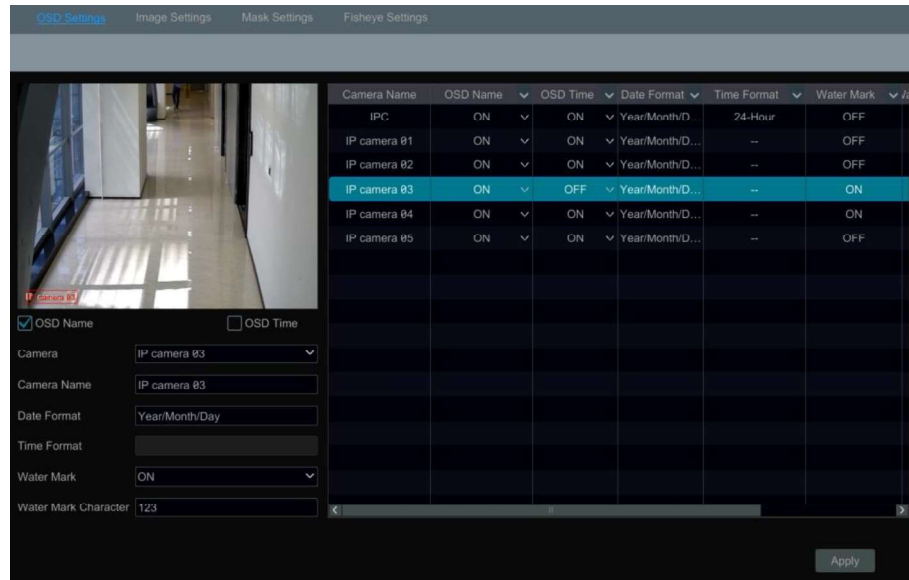 OSD Settings Image Settings Mask Settings Fisheye Settings
Camera Name OSD Name OSD Time Date Format Time Format Water Mark
IPC ON ON Year/Month/D... 24-Hour OFF
IP camera 01 ON ON Year/Month/D... -- OFF
IP camera 02 ON ON Year/Month/D... -- OFF
IP camera 03 ON OFF Year/Month/D... -- ON
IP camera 04 ON ON Year/Month/D... -- ON
IP camera 05 ON ON Year/Month/D... -- OFF
IP camera 03
OSD Name OSD Time
Camera IP camera 03
Camera Name IP camera 03
Date Format Year/Month/Day
Time Format
Water Mark ON
Water Mark Character 123
Apply